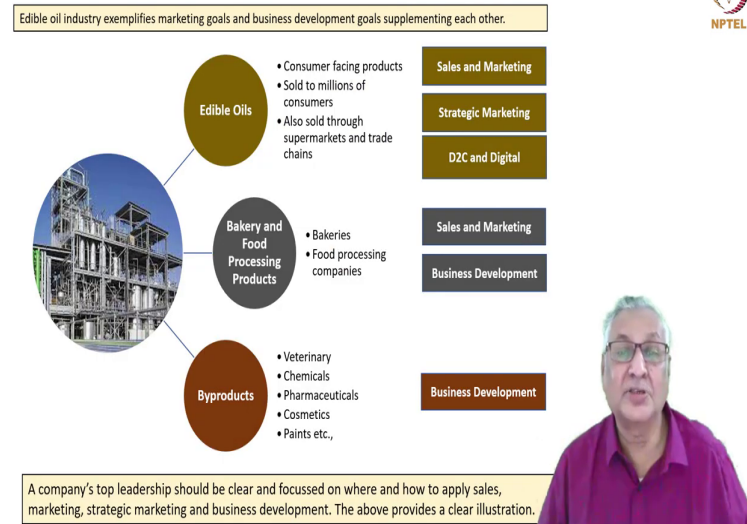 Edible oil industry exemplifies marketing goals and business development goals supplementing each other.
NPTEL
Edible Oils
• Consumer facing products
• Sold to millions of
consumers
• Also sold through
supermarkets and trade
chains
Sales and Marketing
Strategic Marketing
D2C and Digital
Bakery and
Food
Processing
Products
• Bakeries
• Food processing
companies
Sales and Marketing
Business Development
Byproducts
• Veterinary
• Chemicals
• Pharmaceuticals
• Cosmetics
• Paints etc.,
Business Development
A company's top leadership should be clear and focussed on where and how to apply sales,
marketing, strategic marketing and business development. The above provides a clear illustration.